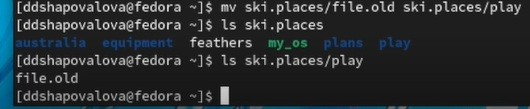 [ddshapovalova@fedora ~]$ mv ski.places/file.old ski.places/play
[ddshapovalova@fedora ~]$ ls ski.places
australia equipment feathers my_os plans play
[ddshapovalova@fedora ~]$ ls ski.places/play
file.old
[ddshapovalova@fedora ~]$